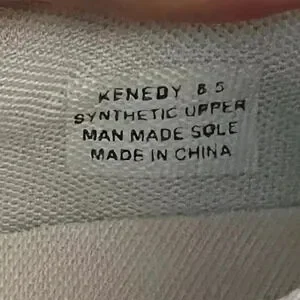 KENEDY 8 5
SYNTHETIC UPPER
MAN MADE SOLE
MADE IN CHINA